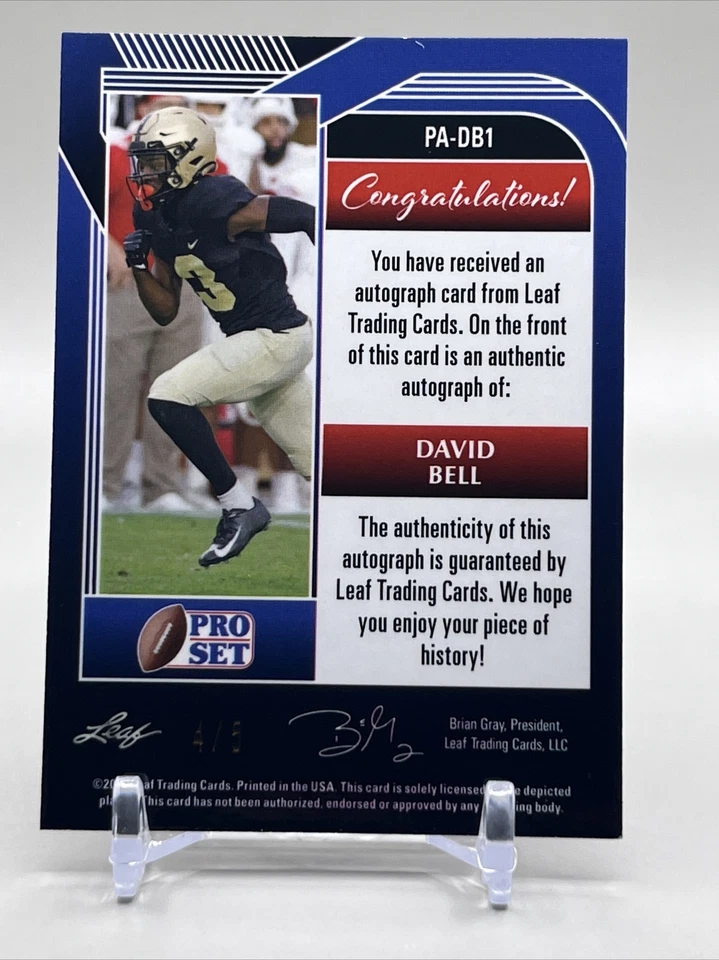 PA-DB1
Congratulations!
You have received an
autograph card from Leaf
Trading Cards. On the front
of this card is an authentic
autograph of:
DAVID
BELL
The authenticity of this
autograph is guaranteed by
Leaf Trading Cards. We hope
you enjoy your piece of
history!
3
PRO
SET
Leaf
Brian Gray, President,
Leaf Trading Cards, LLC
Trading Cards. Printed in the USA. This card is solely licensed depicted
This card has not been authorized, endorsed or approved by any body.